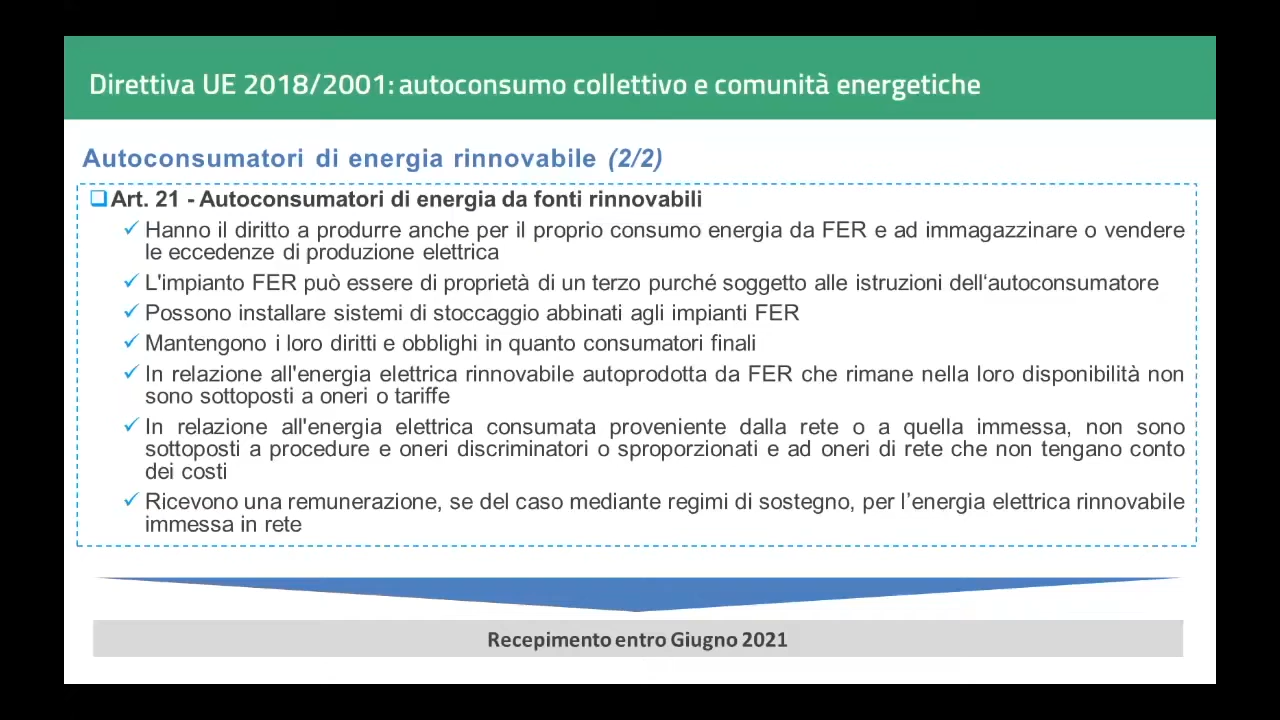 Direttiva UE 2018/2001: autoconsumo collettivo e comunità energetiche
Autoconsumatori di energia rinnovabile (2/2)
Art. 21 - Autoconsumatori di energia da fonti rinnovabili
Hanno il diritto a produrre anche per il proprio consumo energia da FER e ad immagazzinare o vendere
le eccedenze di produzione elettrica
L'impianto FER può essere di proprietà di un terzo purché soggetto alle istruzioni dell‘autoconsumatore
Possono installare sistemi di stoccaggio abbinati agli impianti FER
Mantengono i loro diritti e obblighi in quanto consumatori finali
In relazione all'energia elettrica rinnovabile autoprodotta da FER che rimane nella loro disponibilità non
sono sottoposti a oneri o tariffe
In relazione all'energia elettrica consumata proveniente dalla rete o a quella immessa, non sono
sottoposti a procedure e oneri discriminatori o sproporzionati e ad oneri di rete che non tengano conto
dei costi
Ricevono una remunerazione, se del caso mediante regimi di sostegno, per l’energia elettrica rinnovabile
immessa in rete
Recepimento entro Giugno 2021